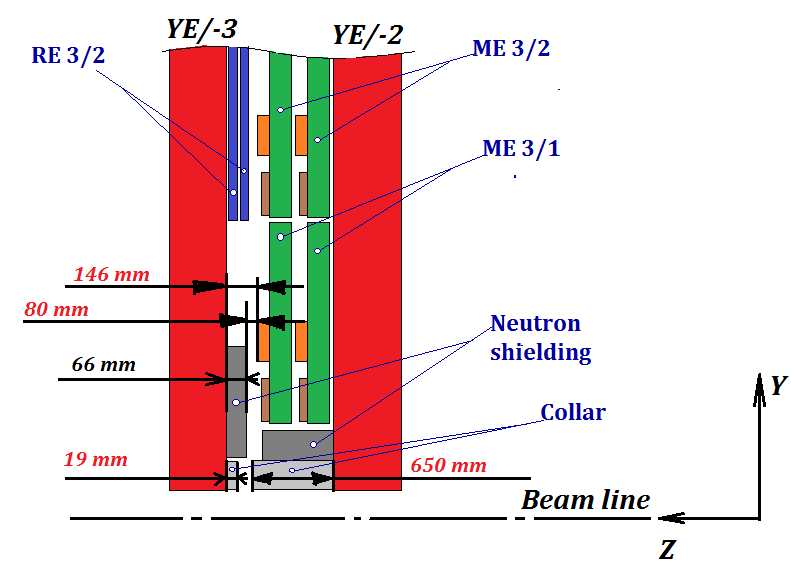 YE/-3
YE/-2
RE 3/2
ME 3/2
ME 3/1
146 mm
80 mm
66 mm
Neutron
shielding
Collar
19 mm
650 mm
Beam line
Y
Z